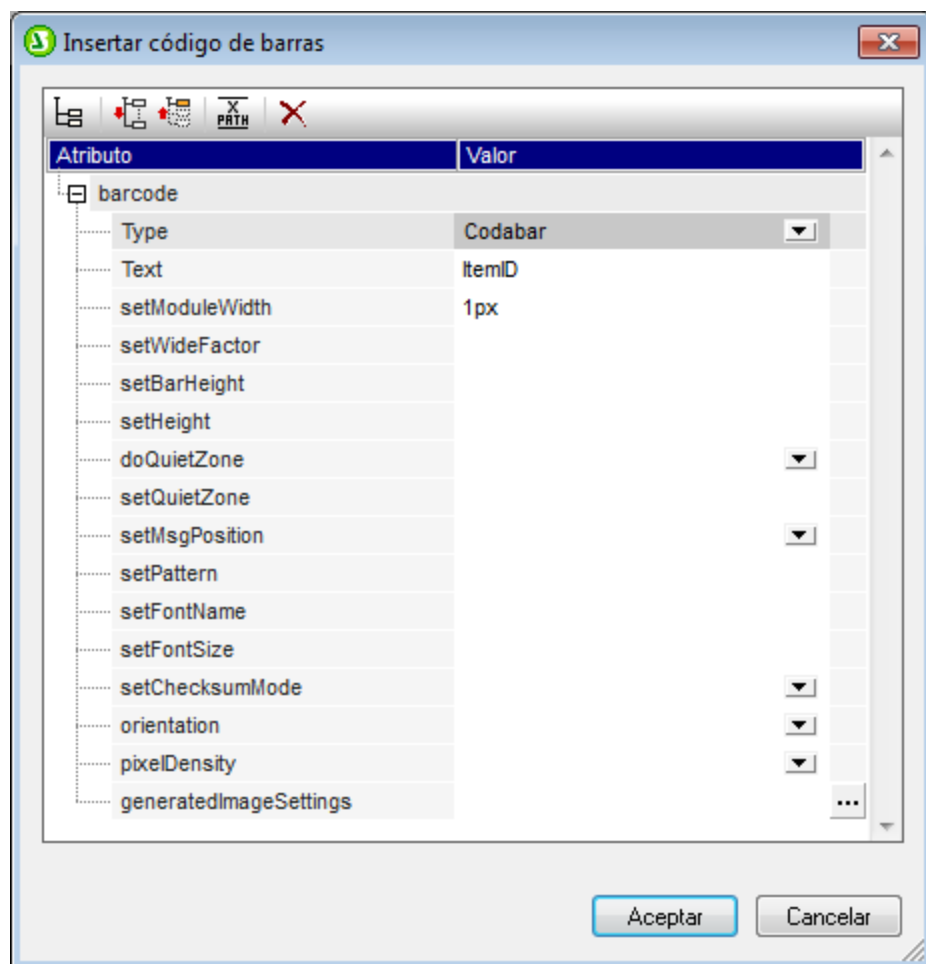 Insertar código de barras
X PATH
Atributo Valor
barcode
Type Codabar
Text ItemID
setModuleWidth 1px
setWideFactor
setBarHeight
setHeight
doQuietZone
setQuietZone
setMsgPosition
setPattern
setFontName
setFontSize
setChecksumMode
orientation
pixelDensity
generatedImageSettings ...
Aceptar Cancelar